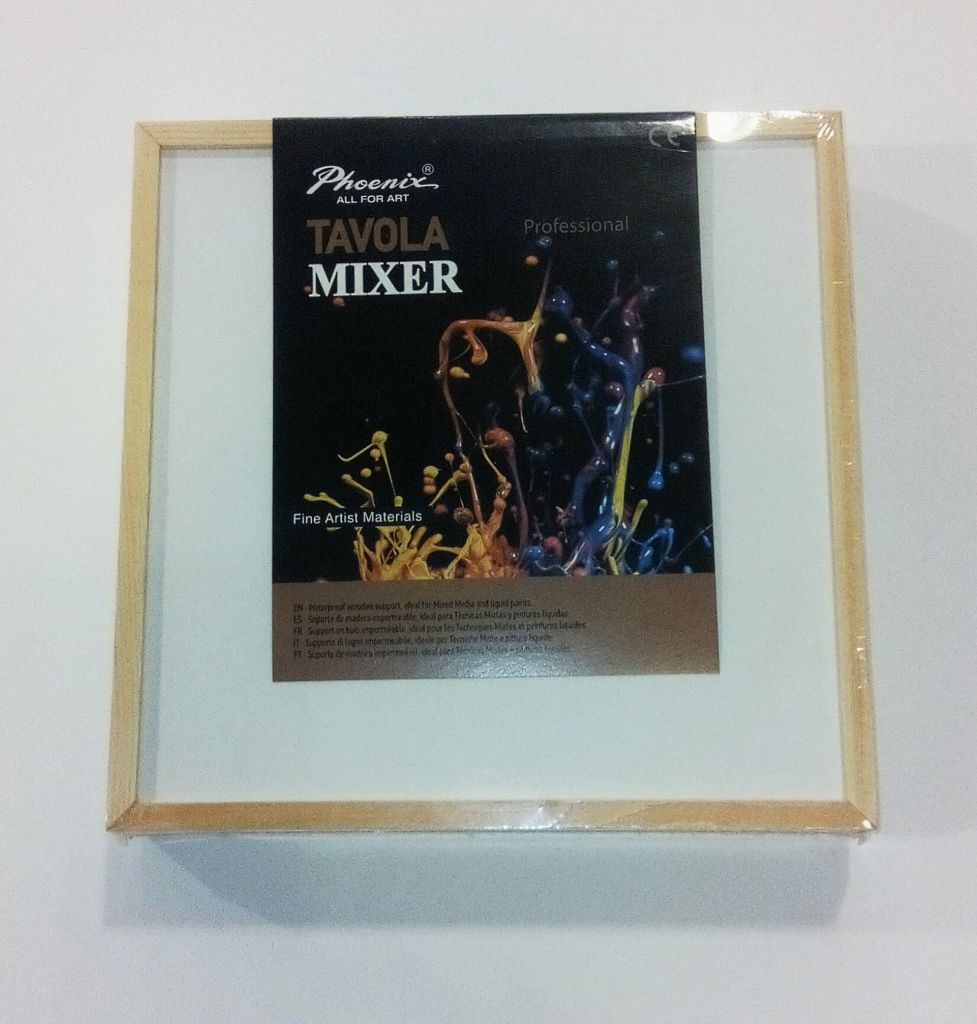 CE
Phoenix®
ALL FOR ART
TAVOLA
Professional
MIXER
Fine Artist Materials
EN · Waterproof wooden support, ideal for Mixed Media and liquid paints.
ES · Soporte de madera impermeable, ideal para Técnicas Mixtas y pinturas líquidas.
FR · Support en bois imperméable, idéal pour les Techniques Mixtes et peintures liquides.
IT · Supporto di legno impermeabile, ideale per Tecniche Miste e pitture liquide.
PT · Suporte de madeira impermeável, ideal para Técnicas Mistas e pinturas líquidas.